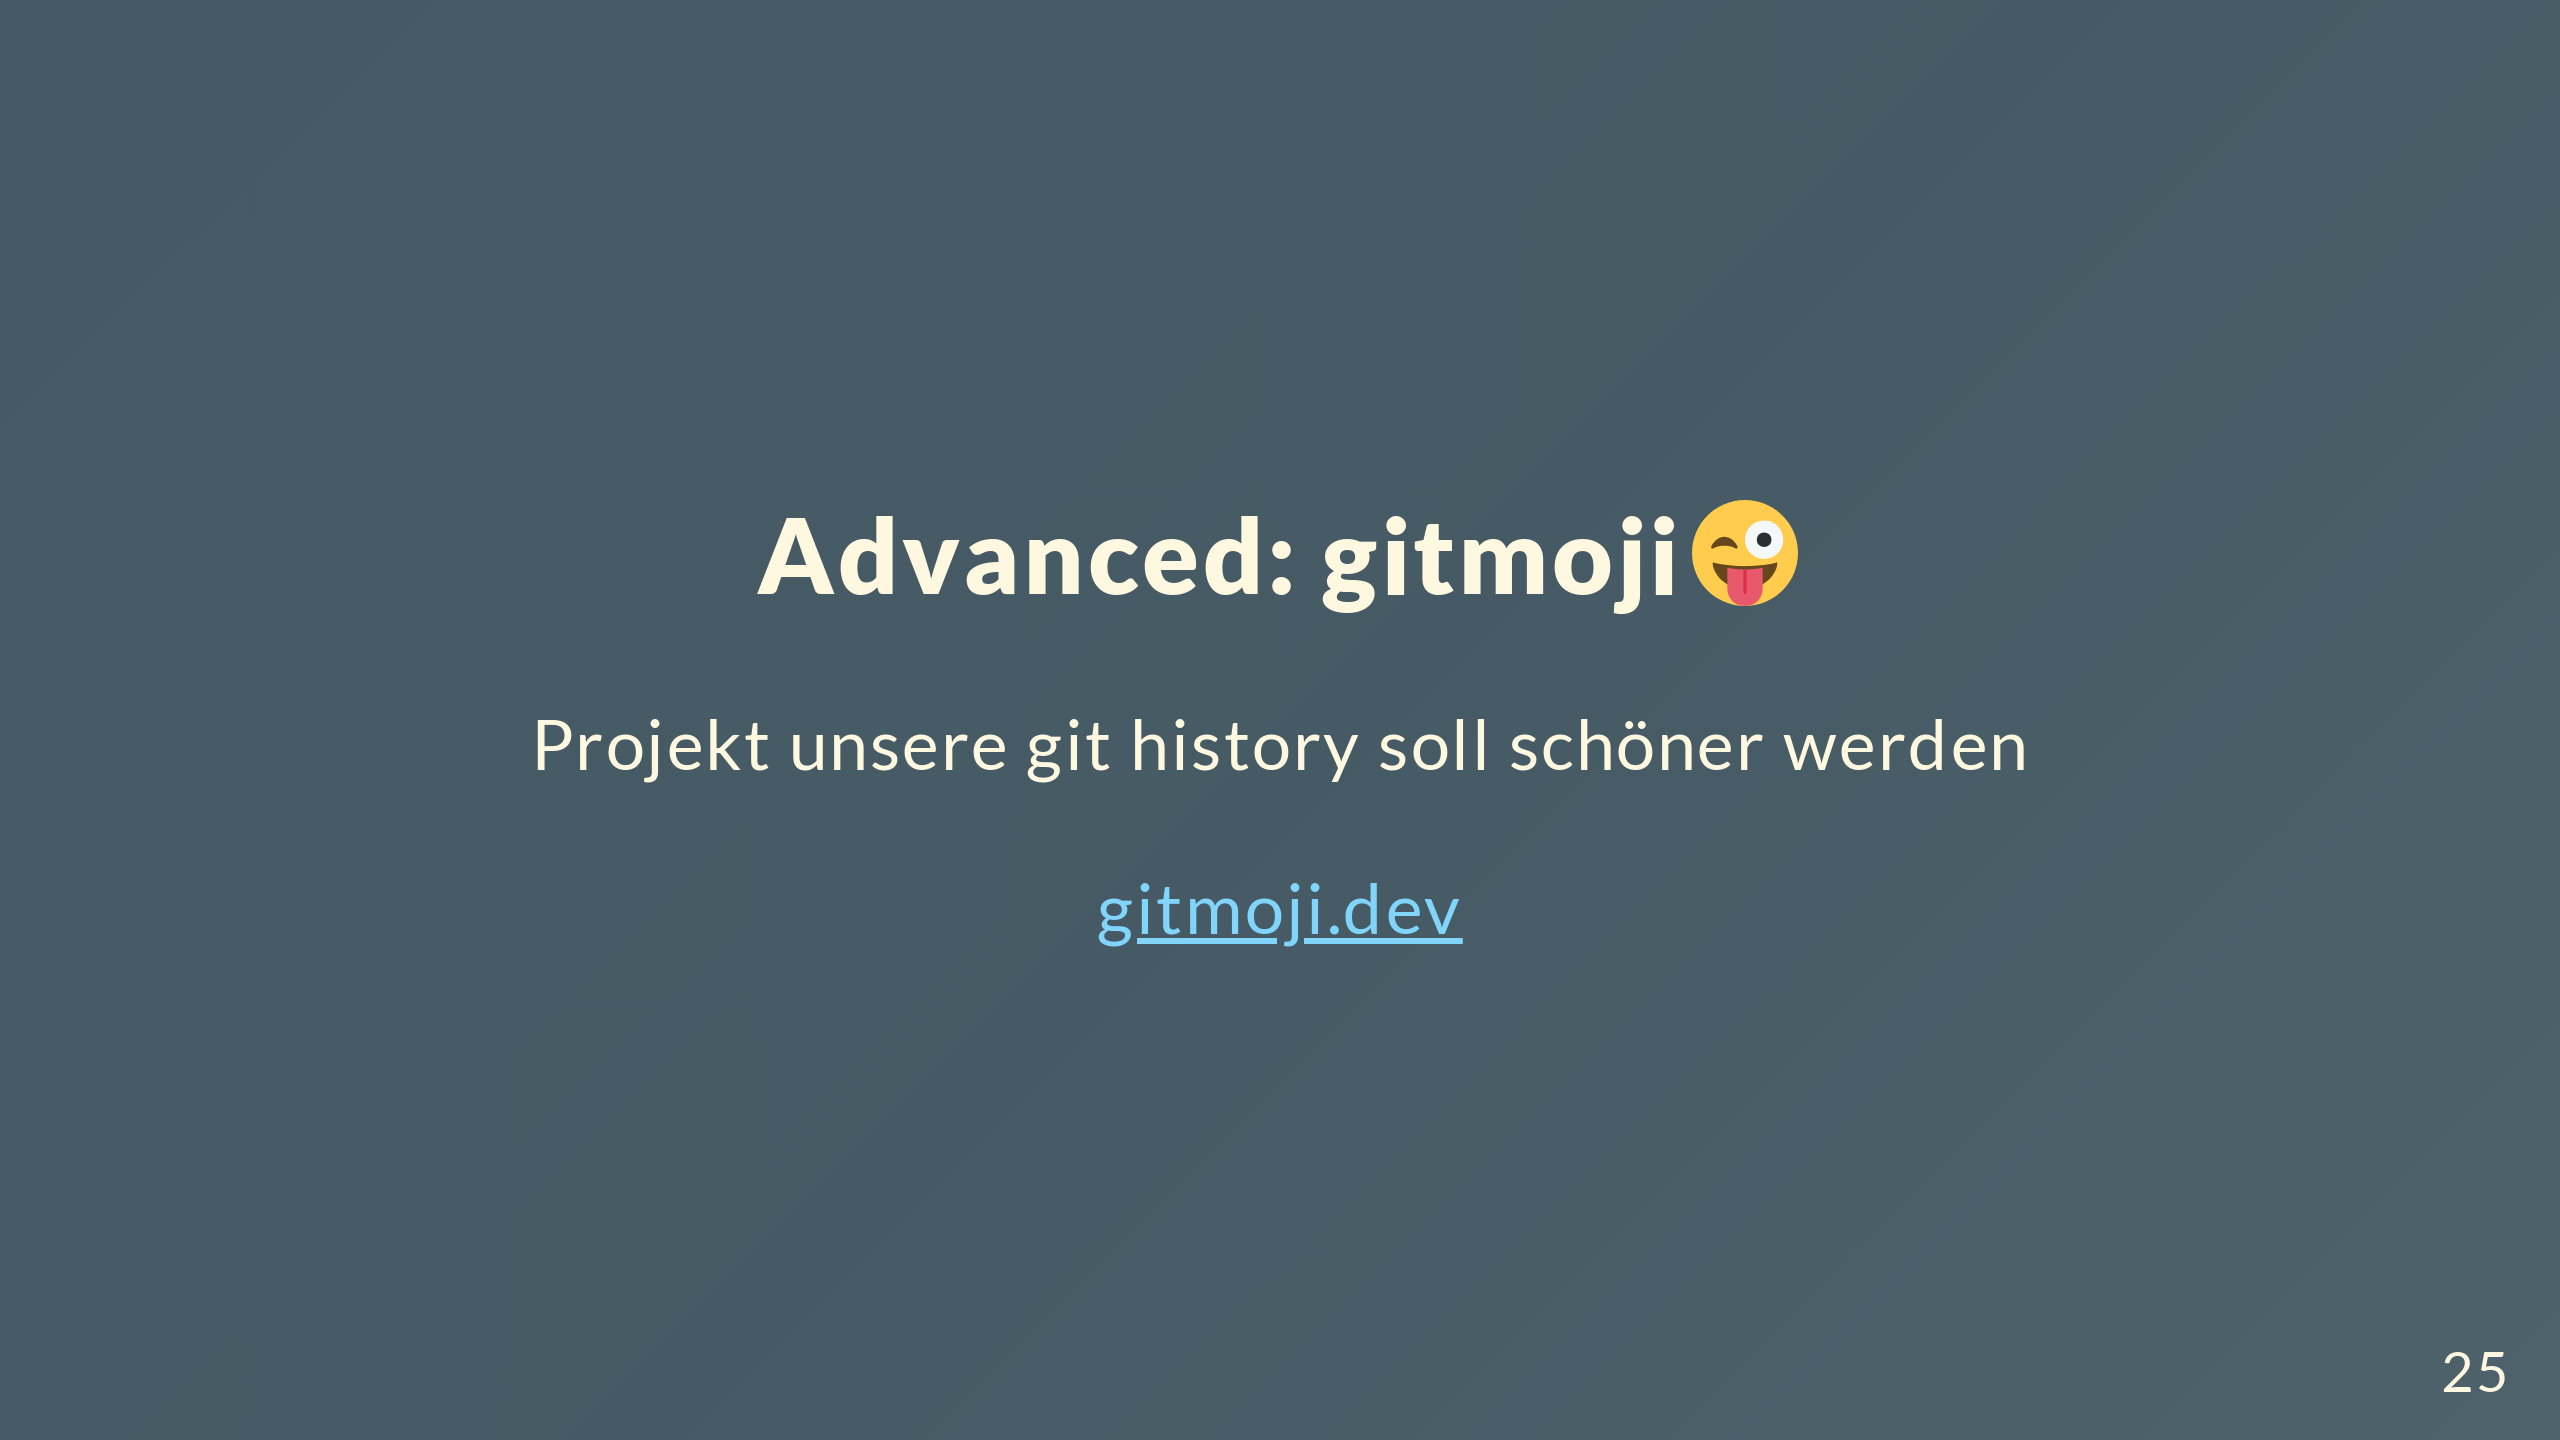 Advanced: gitmoji😜
Projekt unsere git history soll schöner werden
gitmoji.dev
25